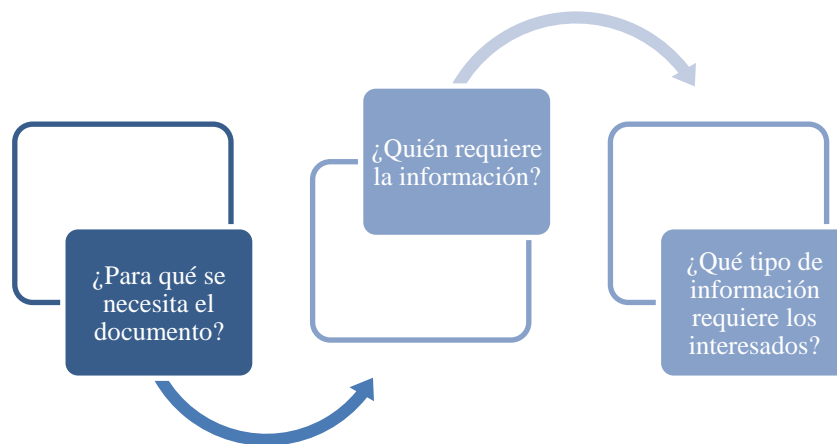 ¿Para qué se
necesita el
documento?
¿Quién requiere
la información?
¿Qué tipo de
información
requiere los
interesados?